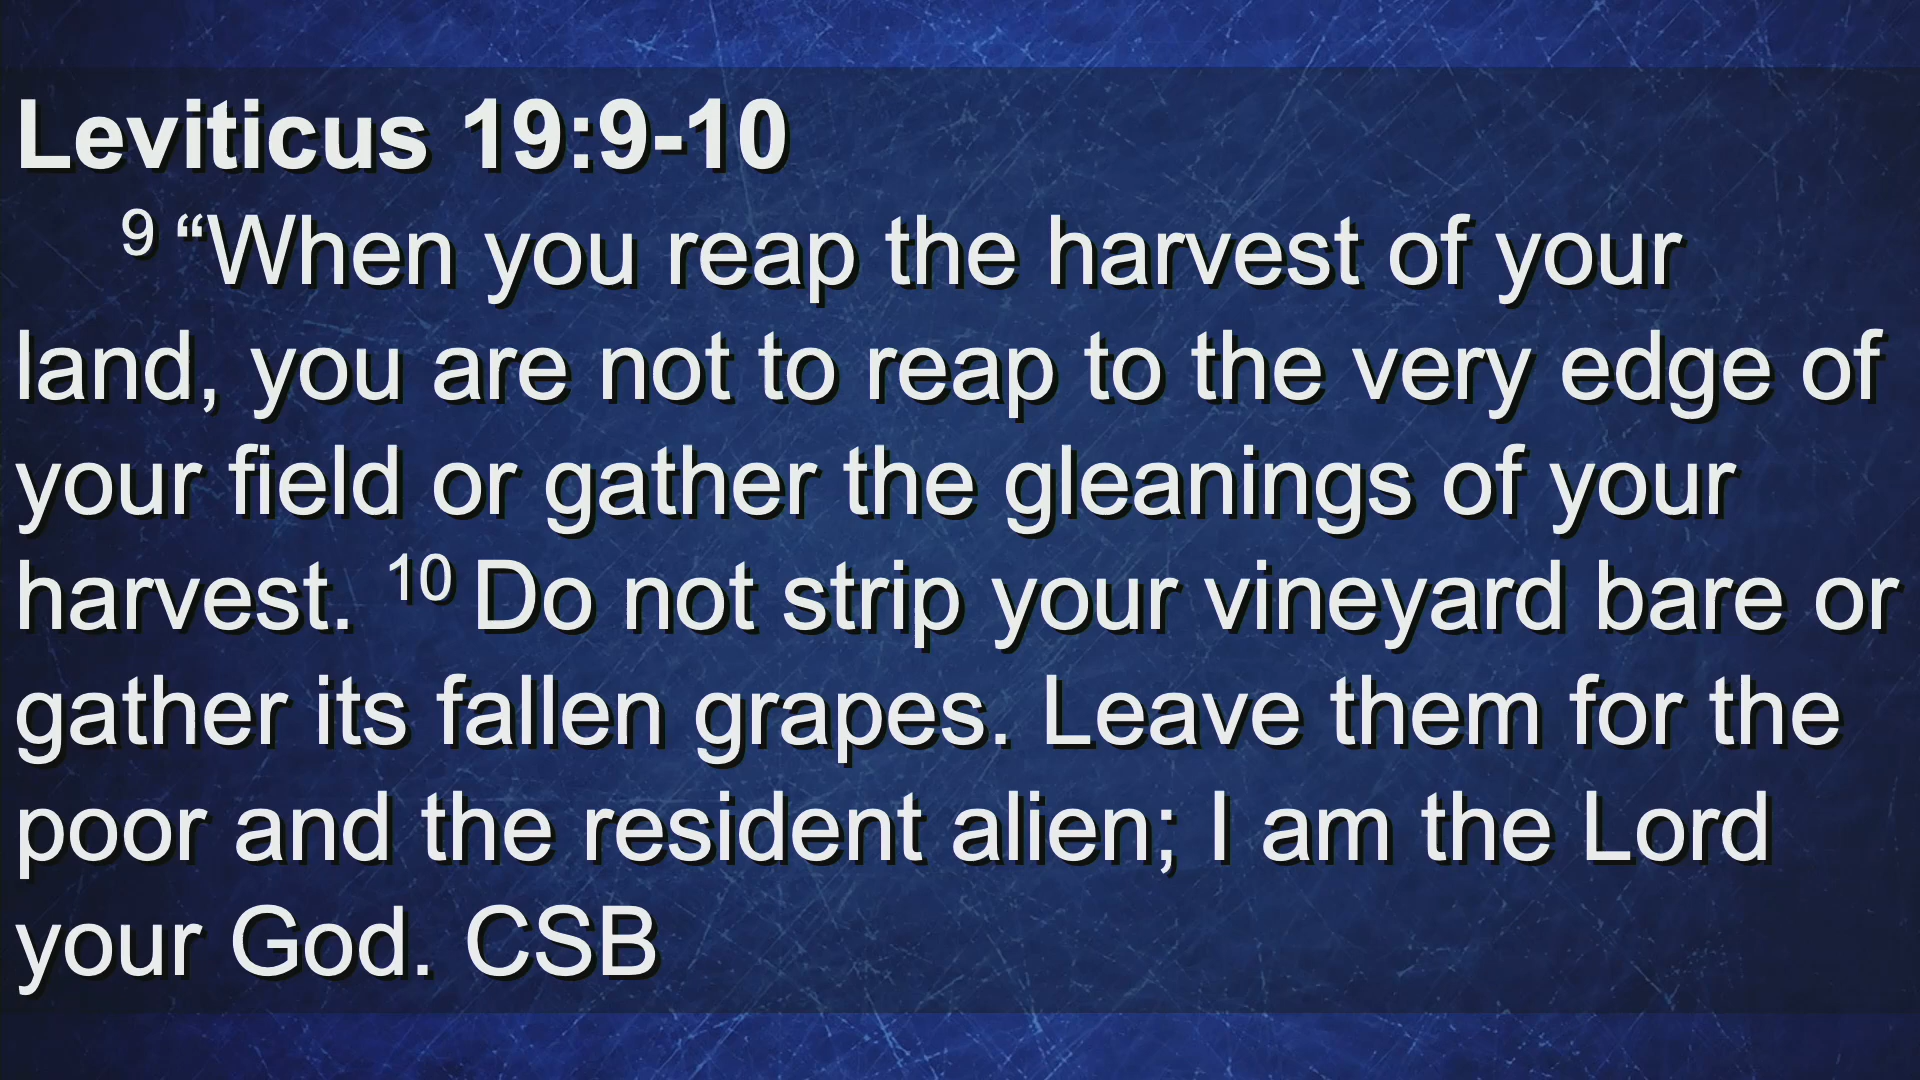 Leviticus 19:9-10
9 “When you reap the harvest of your
land, you are not to reap to the very edge of
your field or gather the gleanings of your
harvest. 10 Do not strip your vineyard bare or
gather its fallen grapes. Leave them for the
poor and the resident alien; I am the Lord
your God. CSB